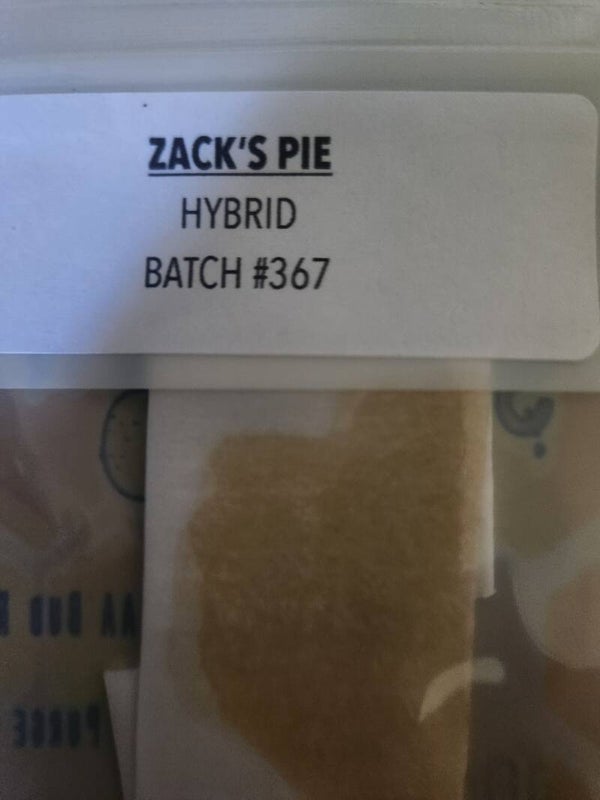 ZACK'S PIE
HYBRID
BATCH #367